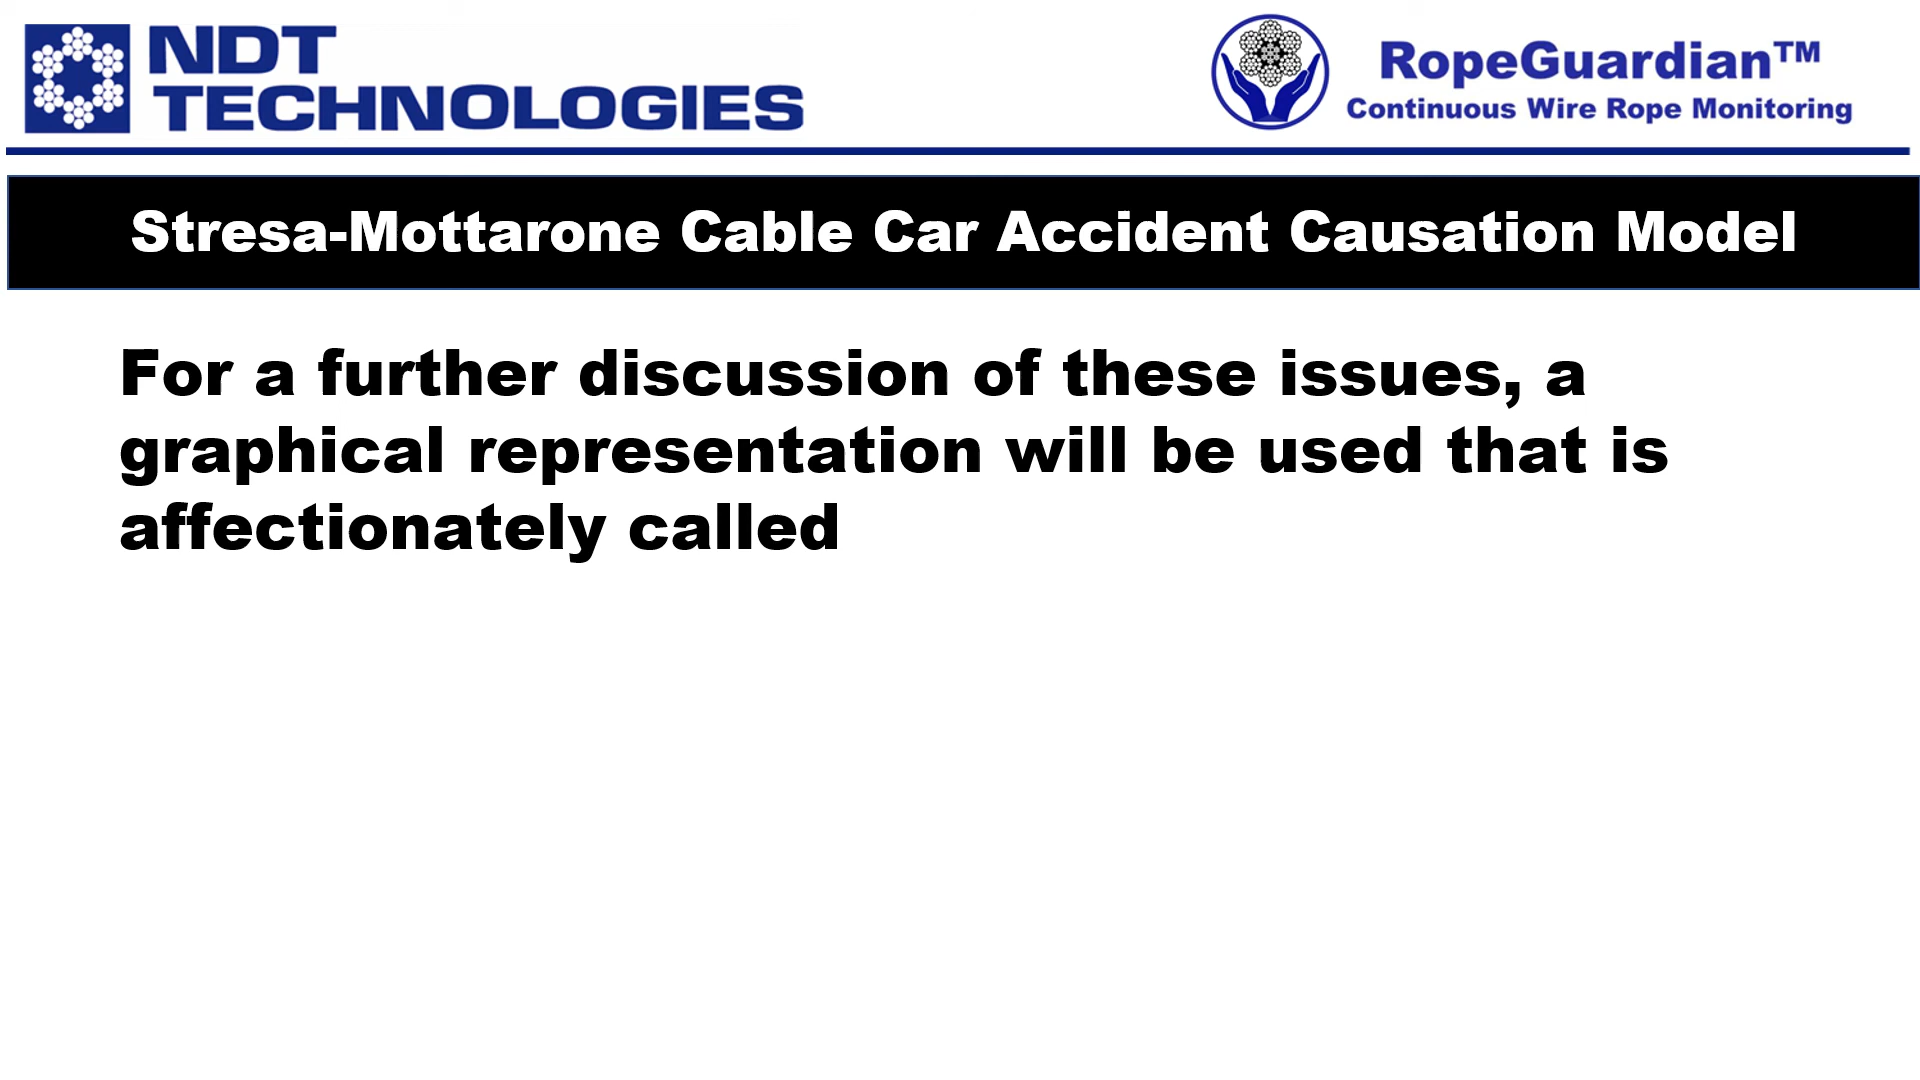 NDT
TECHNOLOGIES
RopeGuardian™
Continuous Wire Rope Monitoring
Stresa-Mottarone Cable Car Accident Causation Model
For a further discussion of these issues, a
graphical representation will be used that is
affectionately called